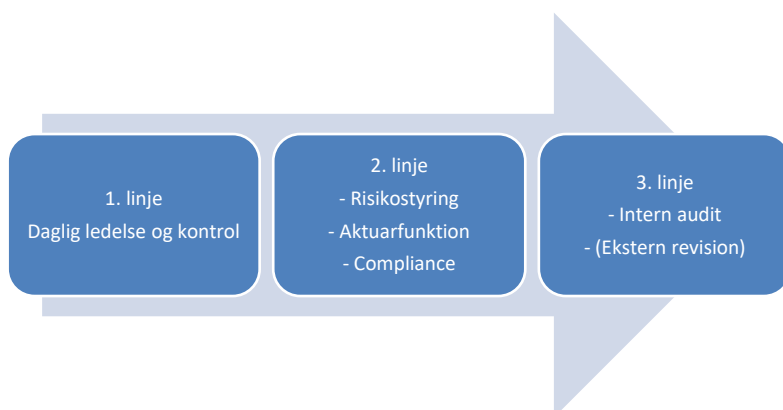 1. linje
Daglig ledelse og kontrol
2. linje
- Risikostyring
- Aktuarfunktion
- Compliance
3. linje
- Intern audit
- (Ekstern revision)